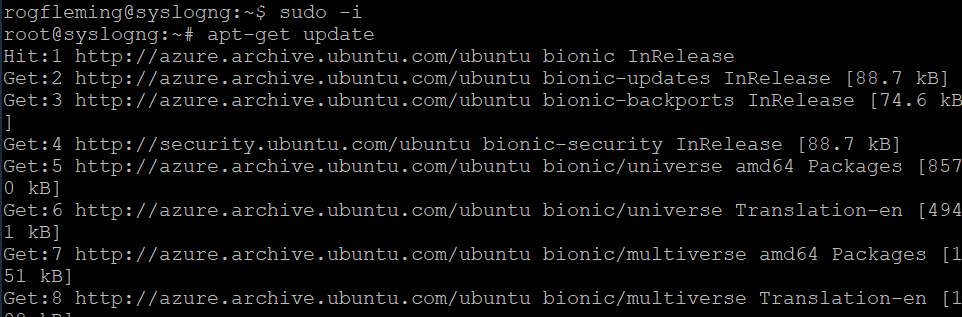 rogfleming@syslogng:~$ sudo -i
root@syslogng:~# apt-get update
Hit:1 http://azure.archive.ubuntu.com/ubuntu bionic InRelease
Get:2 http://azure.archive.ubuntu.com/ubuntu bionic-updates InRelease [88.7 kB]
Get:3 http://azure.archive.ubuntu.com/ubuntu bionic-backports InRelease [74.6 kB
]
Get:4 http://security.ubuntu.com/ubuntu bionic-security InRelease [88.7 kB]
Get:5 http://azure.archive.ubuntu.com/ubuntu bionic/universe amd64 Packages [857
0 kB]
Get:6 http://azure.archive.ubuntu.com/ubuntu bionic/universe Translation-en [494
1 kB]
Get:7 http://azure.archive.ubuntu.com/ubuntu bionic/multiverse amd64 Packages [1
51 kB]
Get:8 http://azure.archive.ubuntu.com/ubuntu bionic/multiverse Translation-en [1